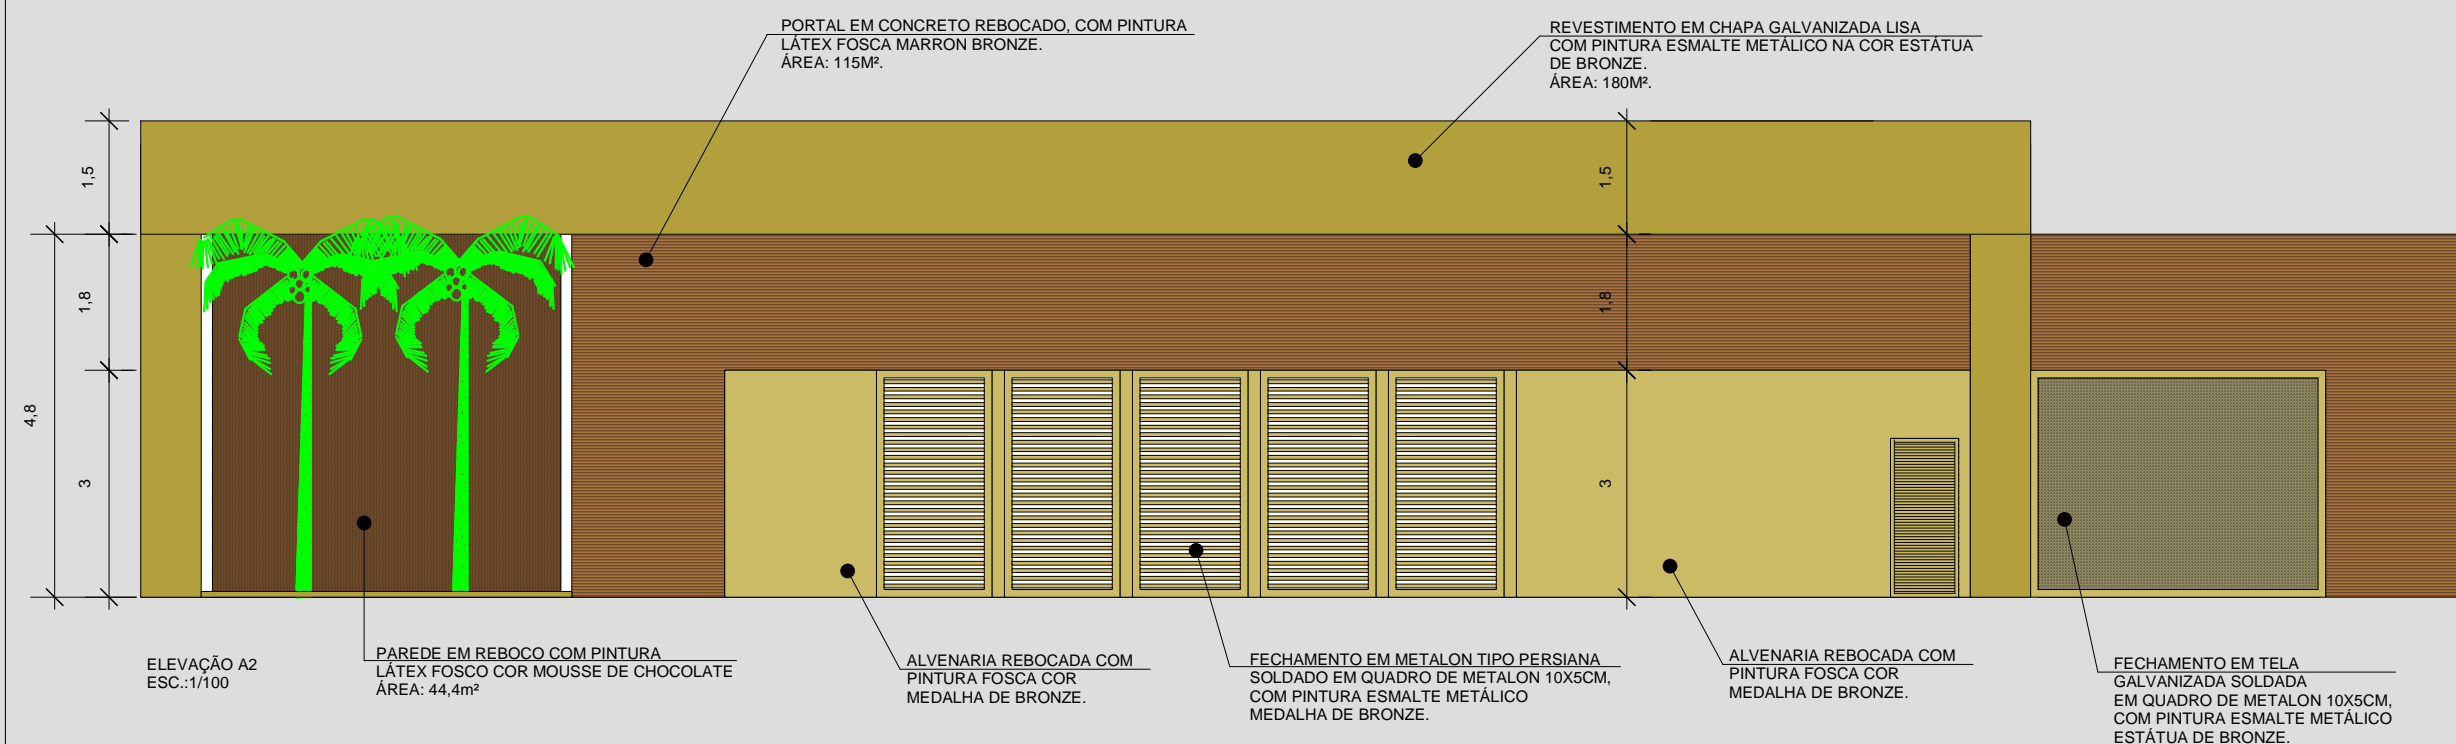 PORTAL EM CONCRETO REBOCADO, COM PINTURA
LÁTEX FOSCA MARRON BRONZE.
ÁREA: 115M².
REVESTIMENTO EM CHAPA GALVANIZADA LISA
COM PINTURA ESMALTE METÁLICO NA COR ESTÁTUA
DE BRONZE.
ÁREA: 180M².
1,5
1,8
4,8
3
1,5
1,8
3
ELEVAÇÃO A2
ESC.:1/100
PAREDE EM REBOCO COM PINTURA
LÁTEX FOSCO COR MOUSSE DE CHOCOLATE
ÁREA: 44,4m²
ALVENARIA REBOCADA COM
PINTURA FOSCA COR
MEDALHA DE BRONZE.
FECHAMENTO EM METALON TIPO PERSIANA
SOLDADO EM QUADRO DE METALON 10X5CM,
COM PINTURA ESMALTE METÁLICO
MEDALHA DE BRONZE.
ALVENARIA REBOCADA COM
PINTURA FOSCA COR
MEDALHA DE BRONZE.
FECHAMENTO EM TELA
GALVANIZADA SOLDADA
EM QUADRO DE METALON 10X5CM,
COM PINTURA ESMALTE METÁLICO
ESTÁTUA DE BRONZE.